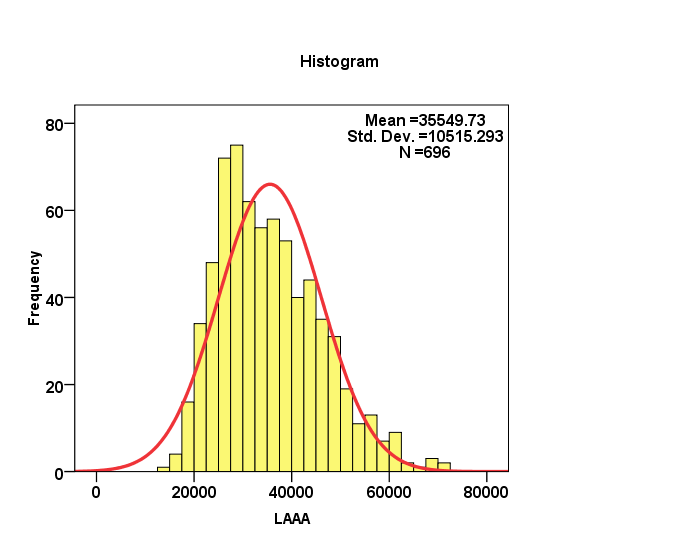 Histogram
Mean =35549.73
Std. Dev. =10515.293
N =696
80
60
40
20
0
Frequency
0 20000 40000 60000 80000
LAAA